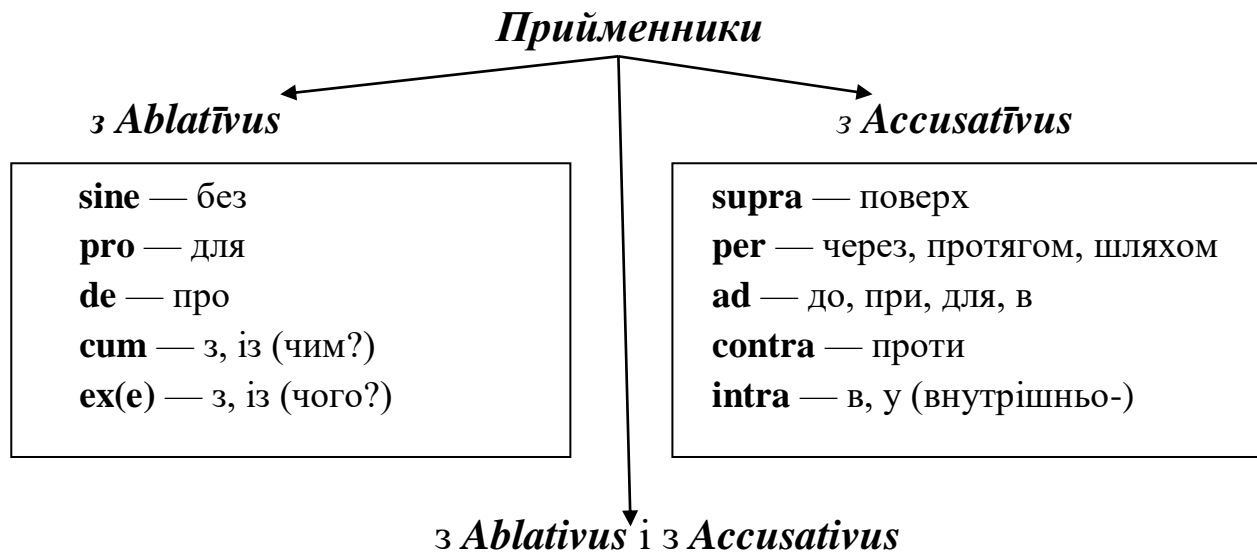 Прийменники
з Ablatīvus
з Accusatīvus
sine — без
pro — для
de — про
cum — з, із (чим?)
ex(e) — з, із (чого?)
supra — поверх
per — через, протягом, шляхом
ad — до, при, для, в
contra — проти
intra — в, у (внутрішньо-)
з Ablativus і з Accusativus